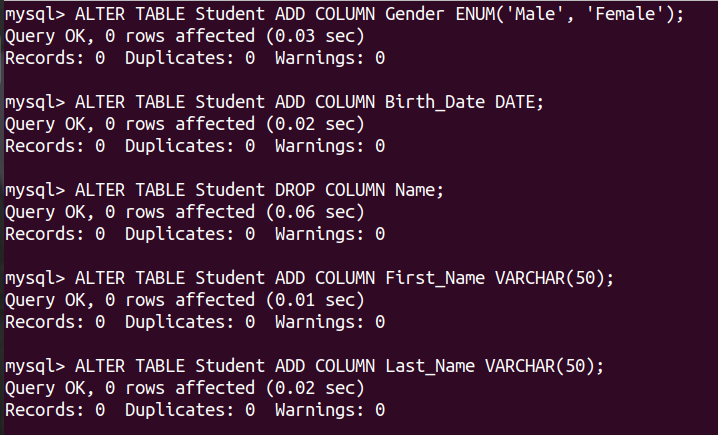 mysql> ALTER TABLE Student ADD COLUMN Gender ENUM('Male', 'Female');
Query OK, 0 rows affected (0.03 sec)
Records: 0  Duplicates: 0  Warnings: 0
mysql> ALTER TABLE Student ADD COLUMN Birth_Date DATE;
Query OK, 0 rows affected (0.02 sec)
Records: 0  Duplicates: 0  Warnings: 0
mysql> ALTER TABLE Student DROP COLUMN Name;
Query OK, 0 rows affected (0.06 sec)
Records: 0  Duplicates: 0  Warnings: 0
mysql> ALTER TABLE Student ADD COLUMN First_Name VARCHAR(50);
Query OK, 0 rows affected (0.01 sec)
Records: 0  Duplicates: 0  Warnings: 0
mysql> ALTER TABLE Student ADD COLUMN Last_Name VARCHAR(50);
Query OK, 0 rows affected (0.02 sec)
Records: 0  Duplicates: 0  Warnings: 0